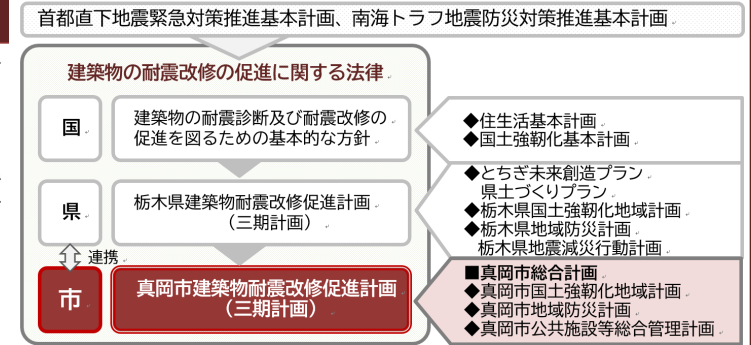 首都直下地震緊急対策推進基本計画、南海トラフ地震防災対策推進基本計画
建築物の耐震改修の促進に関する法律
国
建築物の耐震診断及び耐震改修の
促進を図るための基本的な方針
◆住生活基本計画
◆国土強靭化基本計画
県
栃木県建築物耐震改修促進計画
（三期計画）
◆とちぎ未来創造プラン
県土づくりプラン
◆栃木県国土強靭化地域計画
◆栃木県地域防災計画
栃木県地震減災行動計画
連携
市
真岡市建築物耐震改修促進計画
（三期計画）
■真岡市総合計画
◆真岡市国土強靭化地域計画
◆真岡市地域防災計画
◆真岡市公共施設等総合管理計画